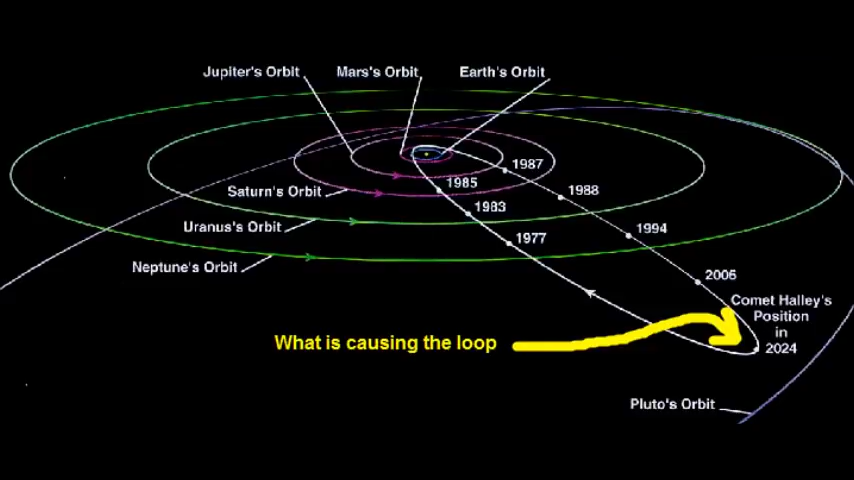 Jupiter's Orbit
Mars's Orbit
Earth's Orbit
1987
1985
1988
Saturn's Orbit
1983
Uranus's Orbit
1994
1977
Neptune's Orbit
2005
Comet Halley's
Position
in
2024
What is causing the loop
Pluto's Orbit